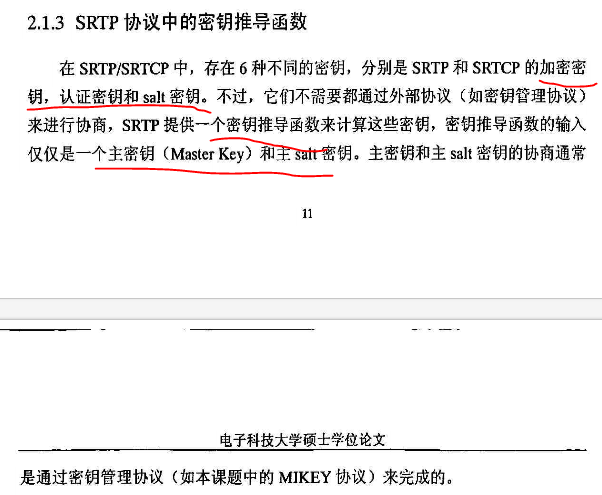 2.1.3 SRTP 协议中的密钥推导函数
在 SRTP/SRTCP 中，存在 6 种不同的密钥，分别是 SRTP 和 SRTCP 的加密密
钥，认证密钥和 salt 密钥。不过，它们不需要都通过外部协议（如密钥管理协议）
来进行协商，SRTP 提供一个密钥推导函数来计算这些密钥，密钥推导函数的输入
仅仅是一个主密钥（Master Key）和主 salt 密钥。主密钥和主 salt 密钥的协商通常
11
电子科技大学硕士学位论文
是通过密钥管理协议（如本课题中的 MIKEY 协议）来完成的。